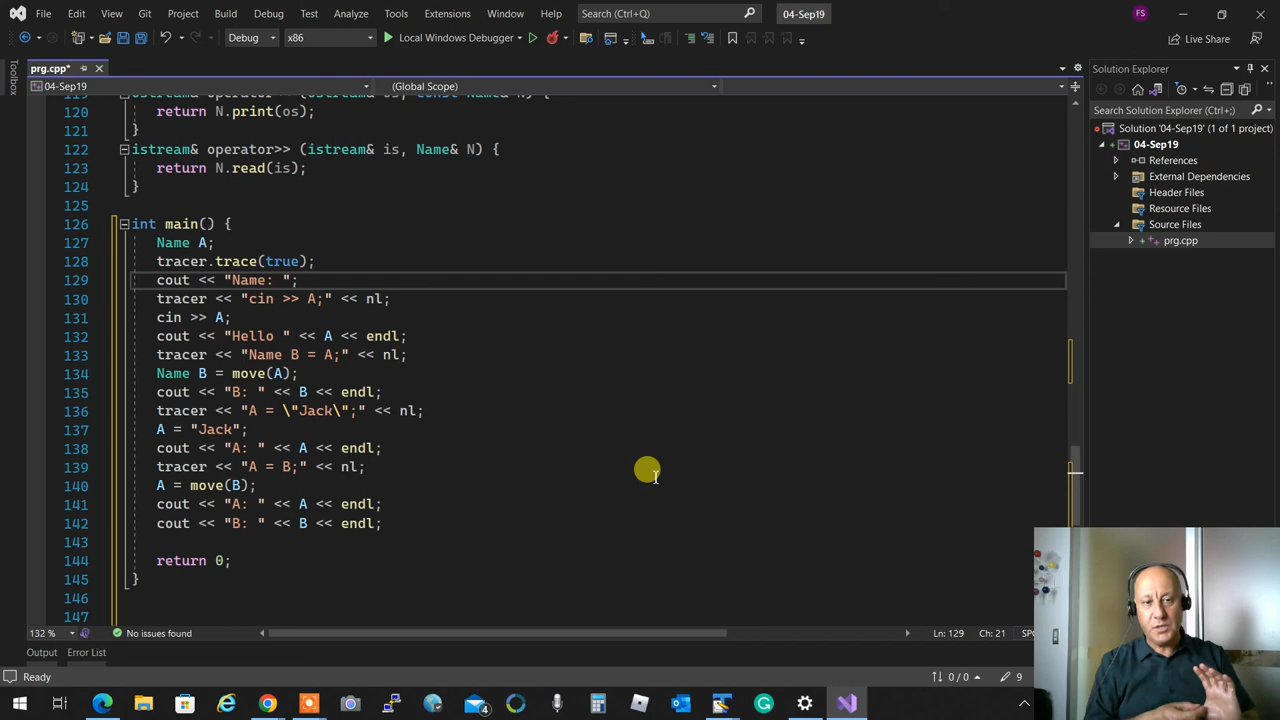 File Edit View Git Project Build Debug Test Analyze Tools Extensions Window Help Search (Ctrl+Q) 04-Sep19 FS
Debug x86 Local Windows Debugger Live Share
Toolbox
prg.cpp*
04-Sep19 (Global Scope)
120 return N.print(os);
121 }
122 istream& operator>> (istream& is, Name& N) {
123 return N.read(is);
124 }
125
126 int main() {
127 Name A;
128 tracer.trace(true);
129 cout << "Name: ";
130 tracer << "cin >> A;" << nl;
131 cin >> A;
132 cout << "Hello " << A << endl;
133 tracer << "Name B = A;" << nl;
134 Name B = move(A);
135 cout << "B: " << B << endl;
136 tracer << "A = \"Jack\";" << nl;
137 A = "Jack";
138 cout << "A: " << A << endl;
139 tracer << "A = B;" << nl;
140 A = move(B);
141 cout << "A: " << A << endl;
142 cout << "B: " << B << endl;
143
144 return 0;
145 }
146
147
132 % No issues found Ln: 129 Ch: 21 SPC
Output Error List
Ready 0 / 0 9
Solution Explorer
Search Solution Explorer (Ctrl+;)
Solution '04-Sep19' (1 of 1 project)
04-Sep19
References
External Dependencies
Header Files
Resource Files
Source Files
prg.cpp
4